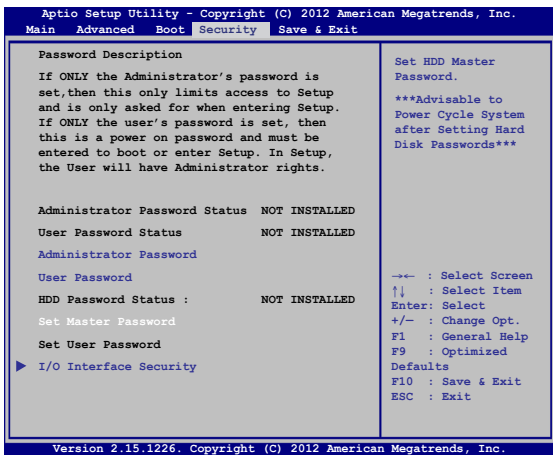 Aptio Setup Utility - Copyright (C) 2012 American Megatrends, Inc.
Main Advanced Boot Security Save & Exit
Password Description
If ONLY the Administrator's password is
set,then this only limits access to Setup
and is only asked for when entering Setup.
If ONLY the user's password is set, then
this is a power on password and must be
entered to boot or enter Setup. In Setup,
the User will have Administrator rights.
Administrator Password Status NOT INSTALLED
User Password Status NOT INSTALLED
Administrator Password
User Password
HDD Password Status : NOT INSTALLED
Set Master Password
Set User Password
I/O Interface Security
Set HDD Master
Password.
***Advisable to
Power Cycle System
after Setting Hard
Disk Passwords***
→← : Select Screen
↑↓ : Select Item
Enter: Select
+/— : Change Opt.
F1 : General Help
F9 : Optimized
Defaults
F10 : Save & Exit
ESC : Exit
Version 2.15.1226. Copyright (C) 2012 American Megatrends, Inc.